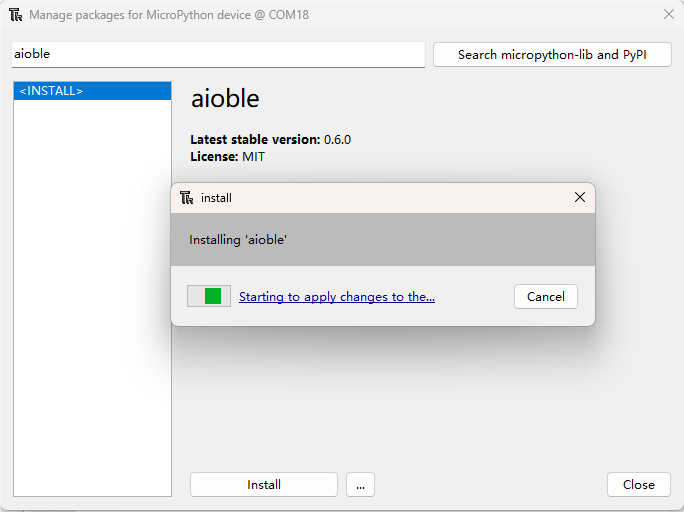 Manage packages for MicroPython device @ COM18
aioble
Search micropython-lib and PyPI
<INSTALL>
aioble
Latest stable version: 0.6.0
License: MIT
install
Installing 'aioble'
Starting to apply changes to the...
Cancel
Install
...
Close